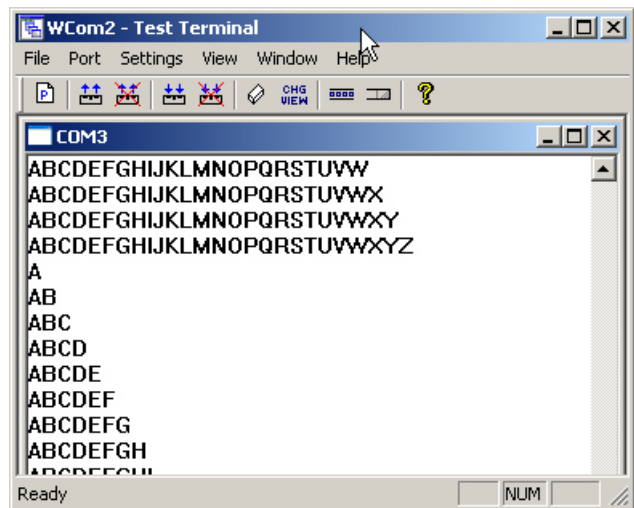 WCom2 - Test Terminal
File Port Settings View Window Help
P CHG VIEW ?
COM3
ABCDEFGHIJKLMNOPQRSTUVW
ABCDEFGHIJKLMNOPQRSTUVWX
ABCDEFGHIJKLMNOPQRSTUVWXY
ABCDEFGHIJKLMNOPQRSTUVWXYZ
A
AB
ABC
ABCD
ABCDE
ABCDEF
ABCDEFG
ABCDEFGH
ABCDEFGHI
Ready NUM